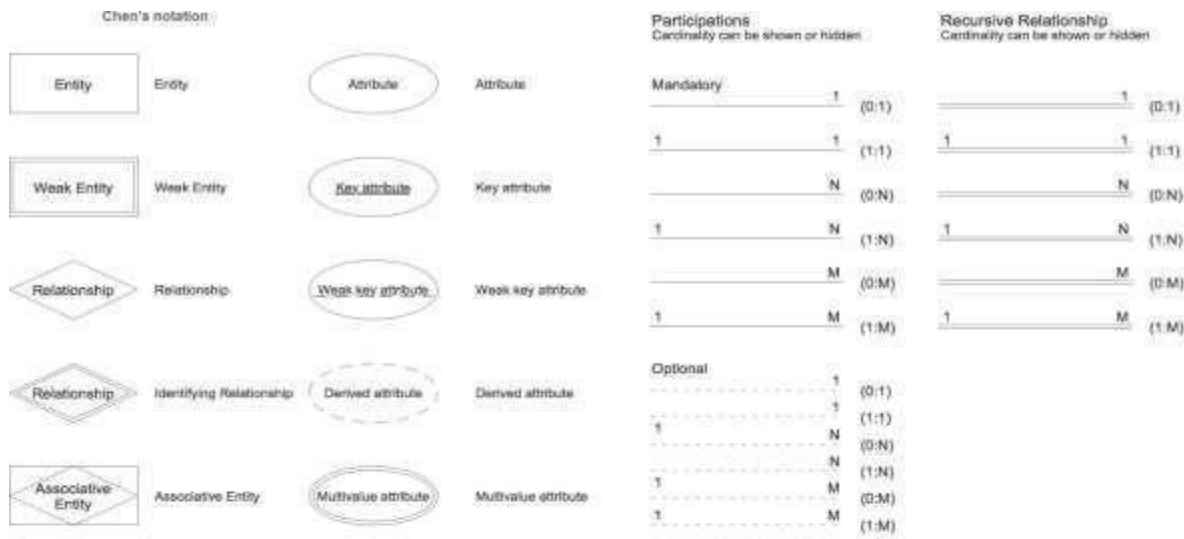 Chen's notation
Entity
Entity
Attribute
Attribute
Weak Entity
Weak Entity
Key attribute
Key attribute
Relationship
Relationship
Weak key attribute
Weak key attribute
Relationship
Identifying Relationship
Derived attribute
Derived attribute
Associative
Entity
Associative Entity
Multivalue attribute
Multivalue attribute
Participations
Cardinality can be shown or hidden
Mandatory
1 (0:1)
1 1 (1:1)
N (0:N)
1 N (1:N)
M (0:M)
1 M (1:M)
Optional
1 (0:1)
1 (1:1)
1 N (0:N)
N (1:N)
1 M (0:M)
1 M (1:M)
Recursive Relationship
Cardinality can be shown or hidden
1 (0:1)
1 1 (1:1)
N (0:N)
1 N (1:N)
M (0:M)
1 M (1:M)